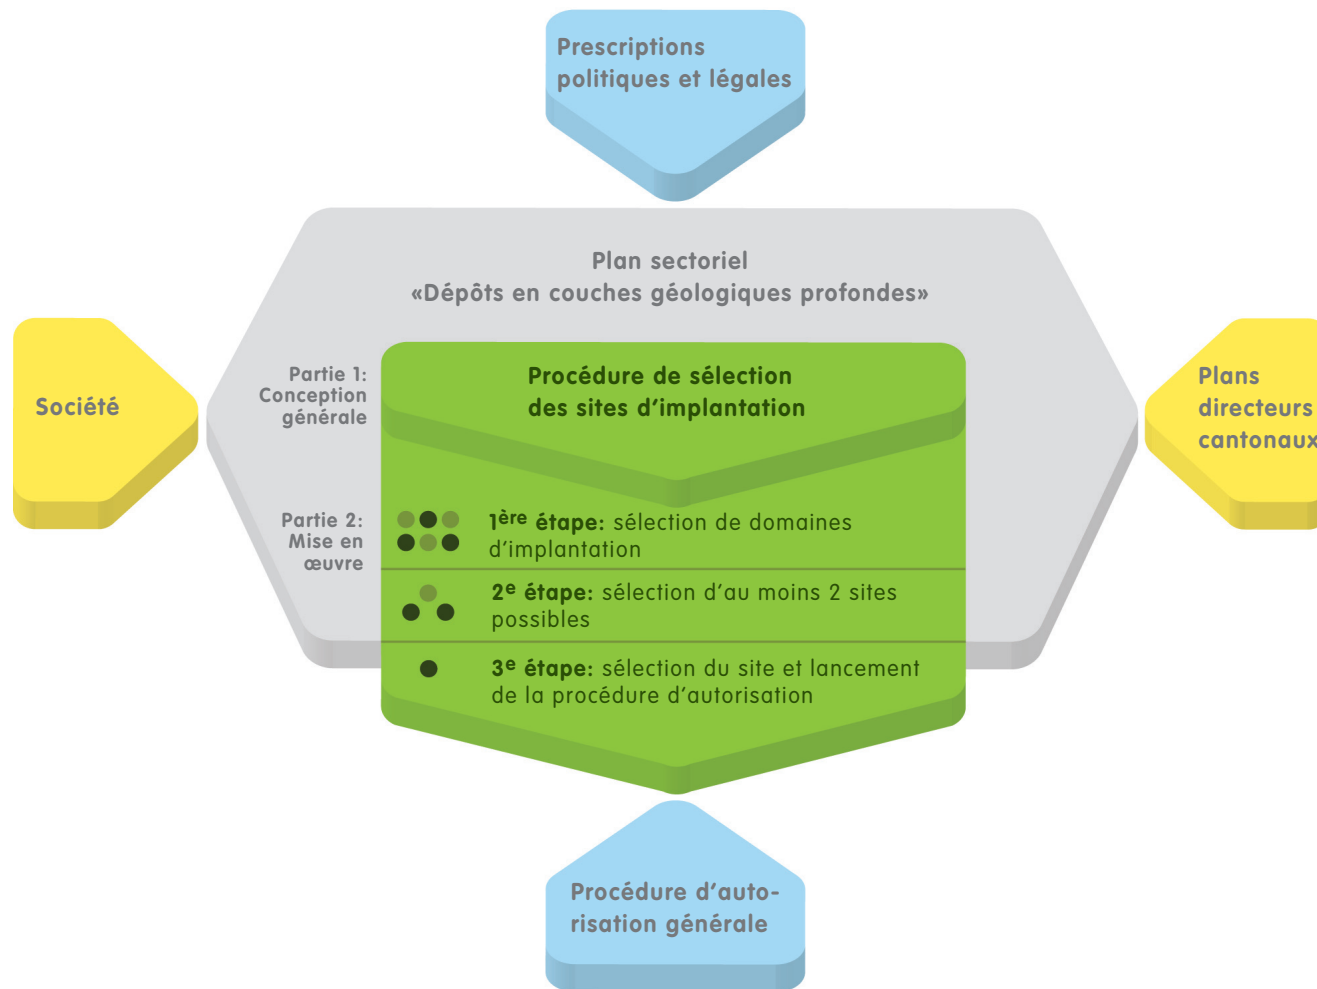 Prescriptions
politiques et légales
Plan sectoriel
«Dépôts en couches géologiques profondes»
Société
Partie 1:
Conception
générale
Procédure de sélection
des sites d’implantation
Plans
directeurs
cantonaux
Partie 2:
Mise en
œuvre
1ère étape: sélection de domaines
d’implantation
2e étape: sélection d’au moins 2 sites
possibles
3e étape: sélection du site et lancement
de la procédure d’autorisation
Procédure d’auto-
risation générale